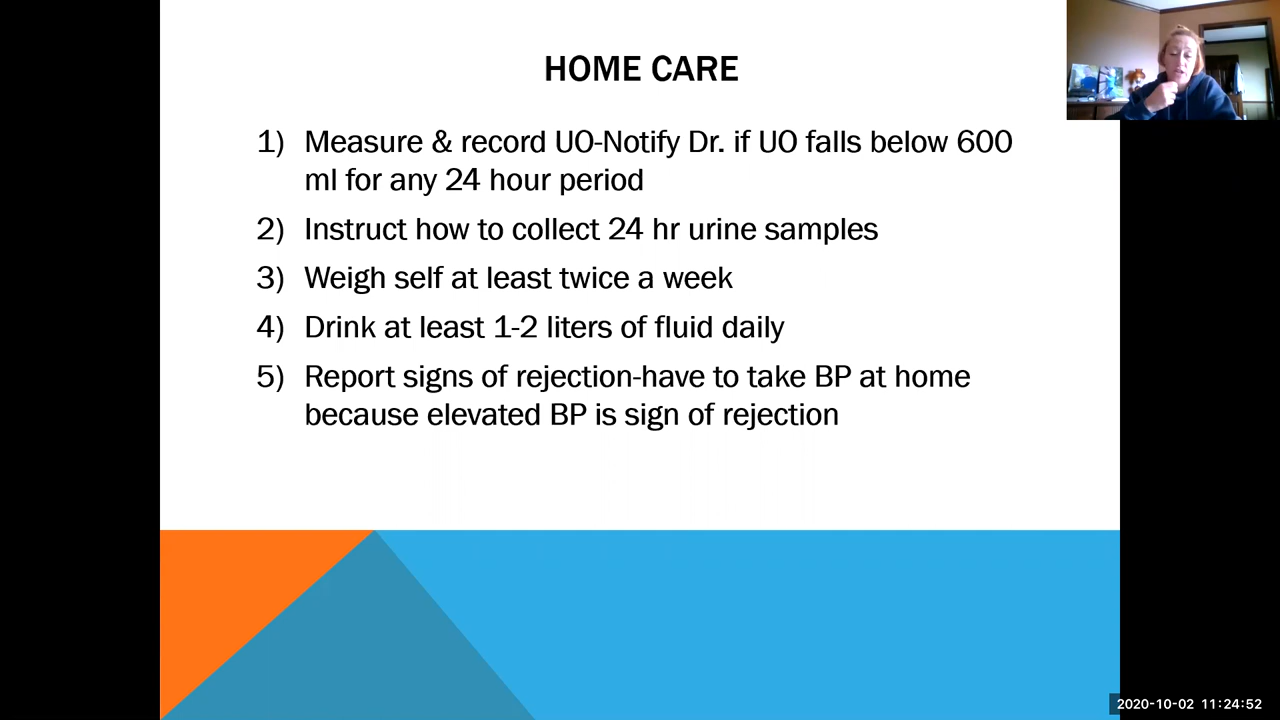 HOME CARE
1) Measure & record UO-Notify Dr. if UO falls below 600
ml for any 24 hour period
2) Instruct how to collect 24 hr urine samples
3) Weigh self at least twice a week
4) Drink at least 1-2 liters of fluid daily
5) Report signs of rejection-have to take BP at home
because elevated BP is sign of rejection
2020-10-02 11:24:52